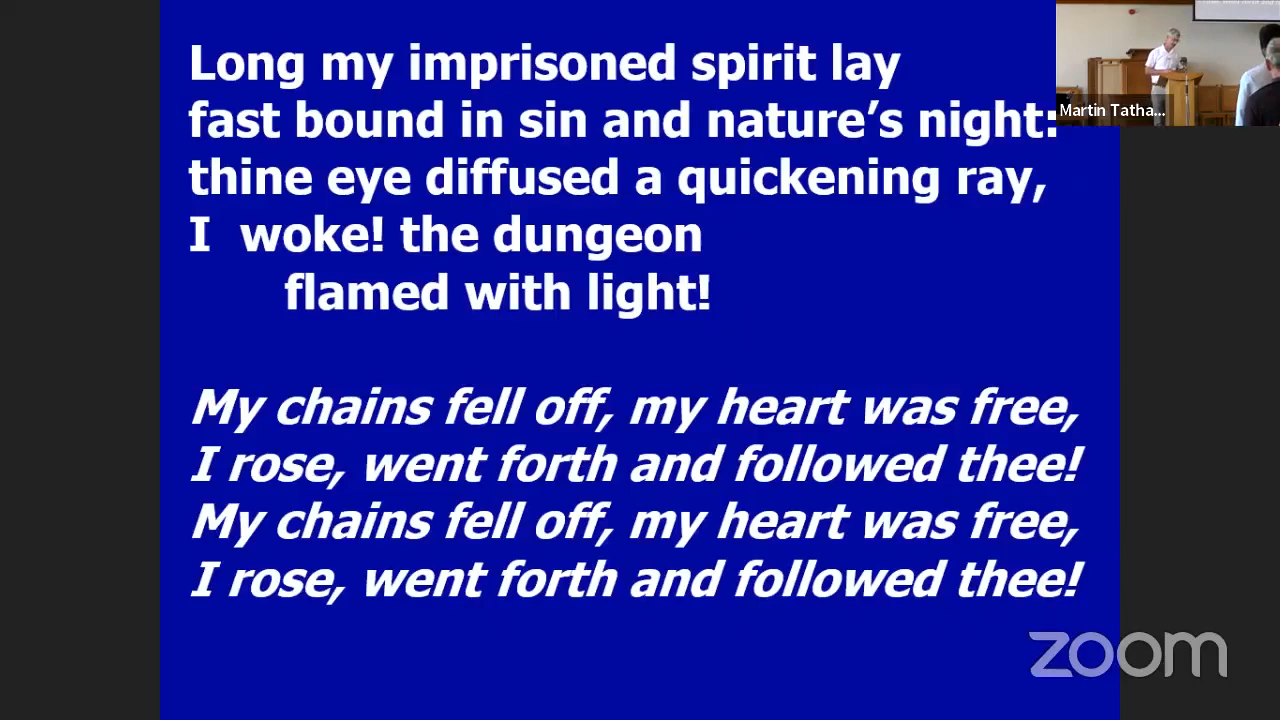 Long my imprisoned spirit lay
fast bound in sin and nature’s night:
thine eye diffused a quickening ray,
I woke! the dungeon
flamed with light!
My chains fell off, my heart was free,
I rose, went forth and followed thee!
My chains fell off, my heart was free,
I rose, went forth and followed thee!
Martin Tatha...
zoom